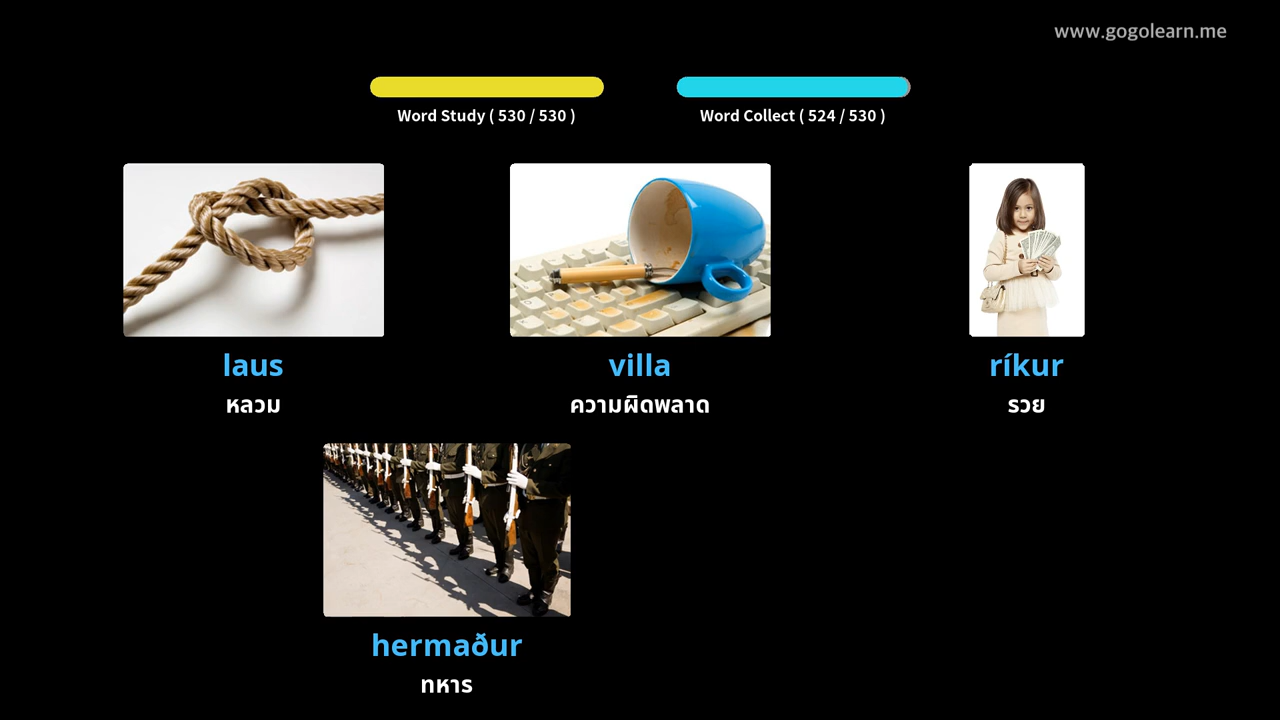 www.gogolearn.me
Word Study ( 530 / 530 )
Word Collect ( 524 / 530 )
laus
หลวม
villa
ความผิดพลาด
ríkur
รวย
hermaður
ทหาร